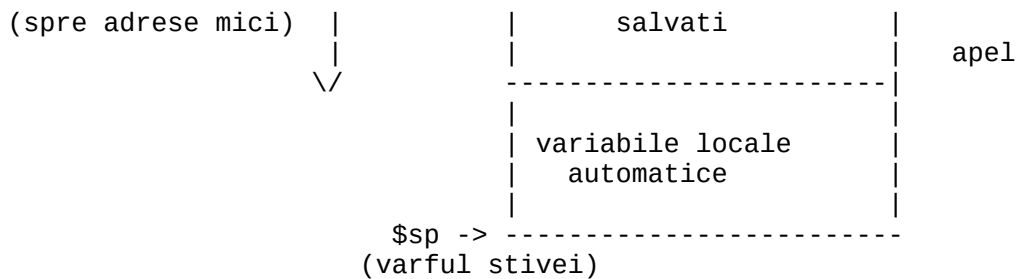 (spre adrese mici) | | salvati |
| | | apel
\/ ------------------------|
| |
| variabile locale |
| automatice |
| |
$sp -> -------------------------
(varful stivei)